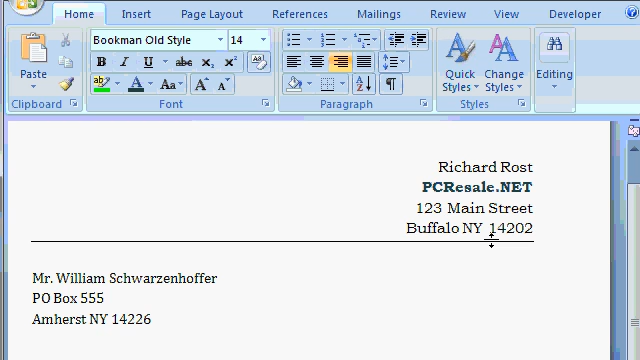 Home Insert Page Layout References Mailings Review View Developer
Bookman Old Style 14
Paste
B I U abc x₂ x²
Aa A A
Quick Styles
Change Styles
Editing
Clipboard Font Paragraph Styles
Richard Rost
PCResale.NET
123 Main Street
Buffalo NY 14202
Mr. William Schwarzenhoffer
PO Box 555
Amherst NY 14226